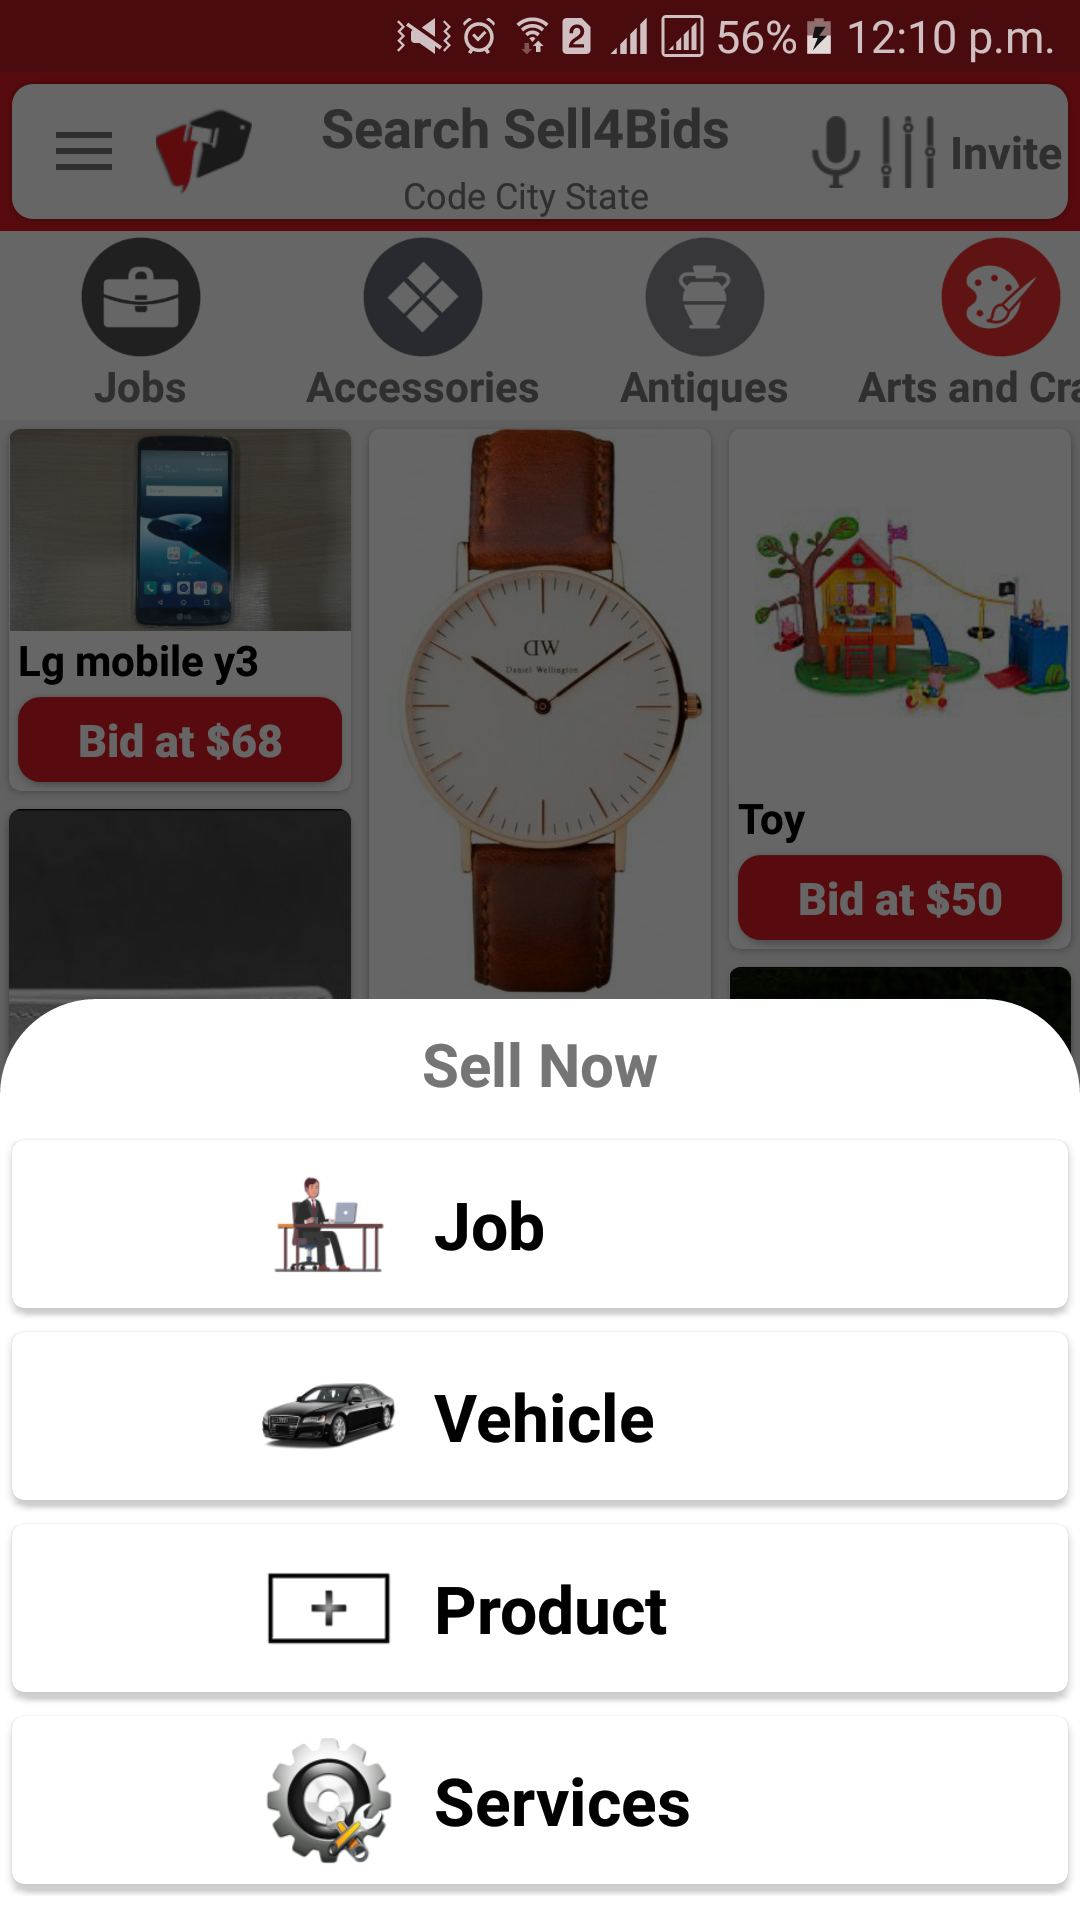 2 56% 12:10 p.m.
Search Sell4Bids
Code City State
Invite
Jobs
Accessories
Antiques
Arts and Cra
Lg mobile y3
Bid at $68
DW
Daniel Wellington
Toy
Bid at $50
Sell Now
Job
Vehicle
Product
Services